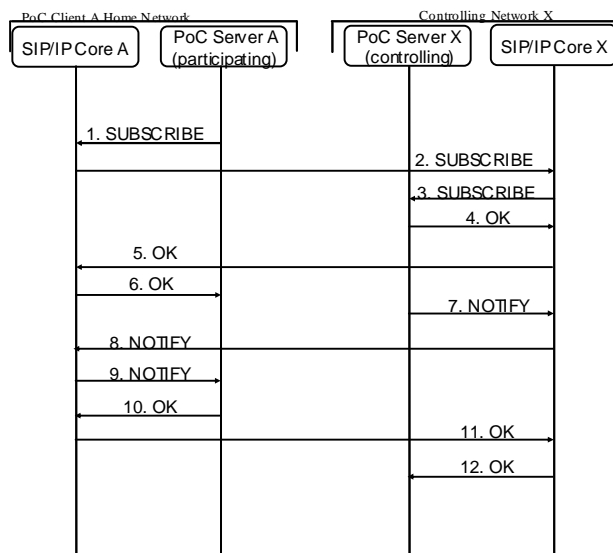 PoC Client A Home Network
Controlling Network X
SIP/IP Core A
PoC Server A
(participating)
PoC Server X
(controlling)
SIP/IP Core X
1. SUBSCRIBE
2. SUBSCRIBE
3. SUBSCRIBE
4. OK
5. OK
6. OK
7. NOTIFY
8. NOTIFY
9. NOTIFY
10. OK
11. OK
12. OK